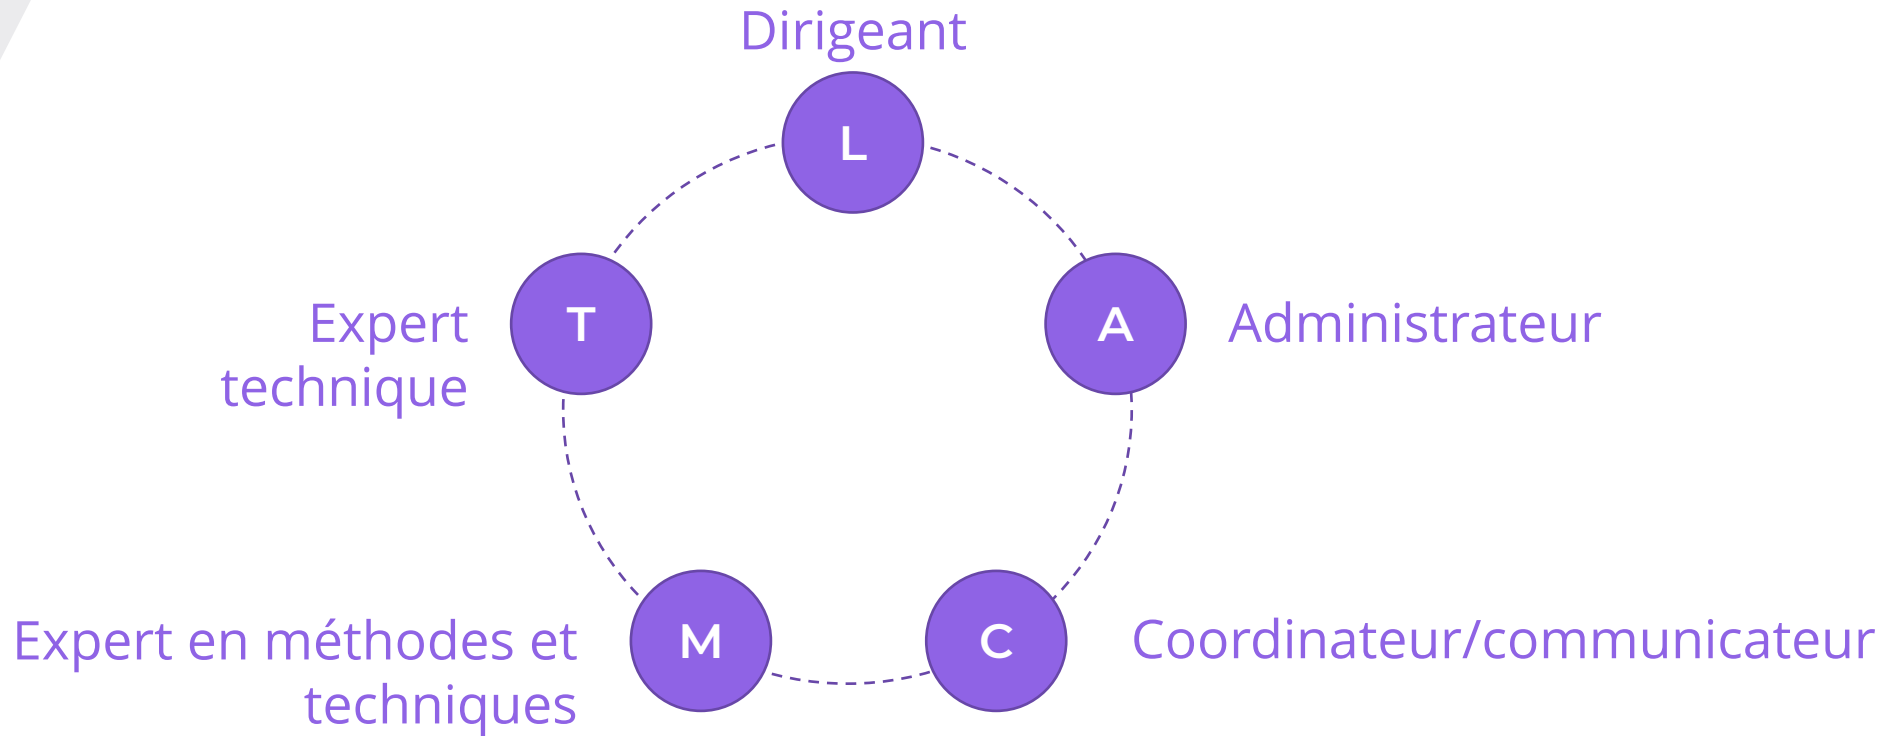 Dirigeant
L
T
A
Expert
technique
Administrateur
M
C
Expert en méthodes et
techniques
Coordinateur/communicateur